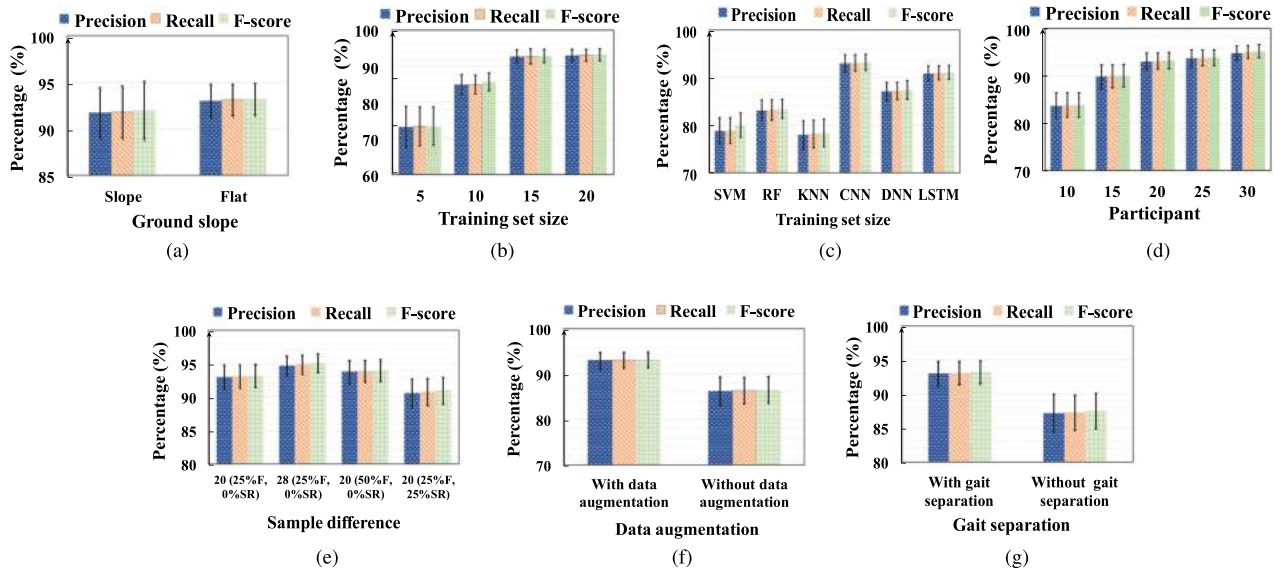 Precision Recall F-score
Percentage (%)
100
95
90
85
Slope Flat
Ground slope
(a)
Precision Recall F-score
Percentage (%)
100
90
80
70
60
5 10 15 20
Training set size
(b)
Precision Recall F-score
Percentage (%)
100
90
80
70
SVM RF KNN CNN DNN LSTM
Training set size
(c)
Precision Recall F-score
Percentage (%)
100
90
80
70
10 15 20 25 30
Participant
(d)
Precision Recall F-score
Percentage (%)
100
95
90
85
80
20 (25%F, 28 (25%F, 20 (50%F, 20 (25%F,
0%SR) 0%SR) 0%SR) 25%SR)
Sample difference
(e)
Precision Recall F-score
Percentage (%)
100
90
80
70
With data Without data
augmentation augmentation
Data augmentation
(f)
Precision Recall F-score
Percentage (%)
100
95
90
85
80
With gait Without gait
separation separation
Gait separation
(g)